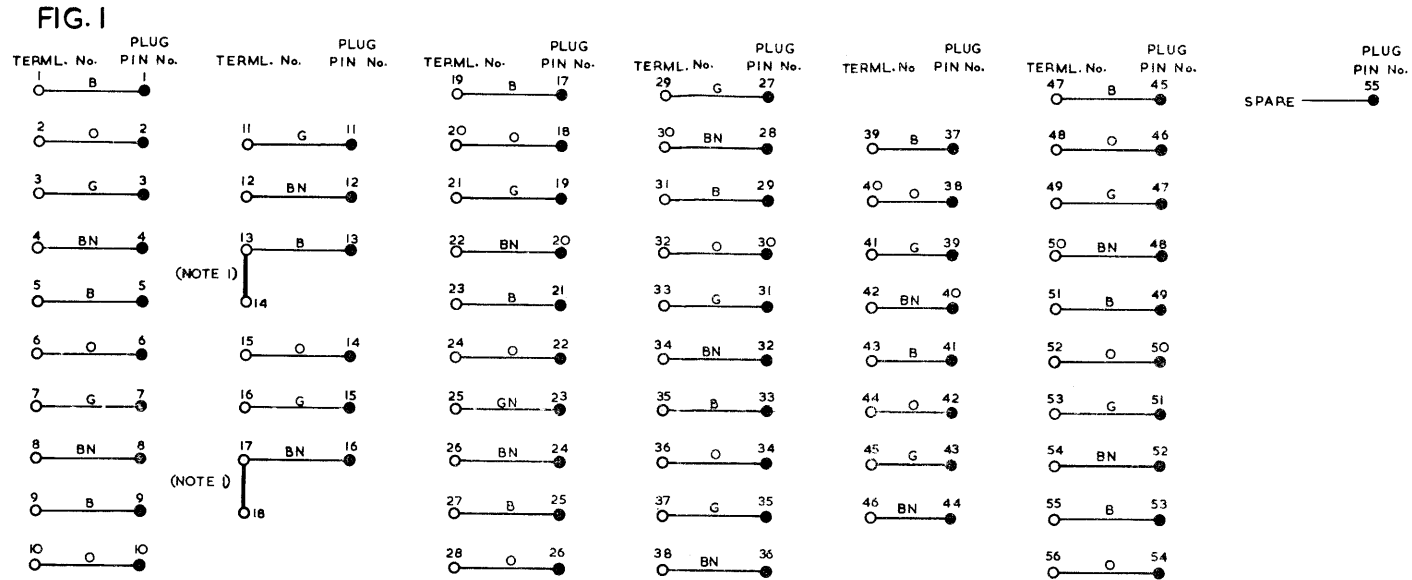 FIG. 1
TERML. No. PLUG PIN No.
1 B 1
2 O 2
3 G 3
4 BN 4
5 B 5
6 O 6
7 G 7
8 BN 8
9 B 9
10 O 10
TERML. No. PLUG PIN No.
11 G 11
12 BN 12
13 B 13
(NOTE 1)
14
15 O 14
16 G 15
17 BN 16
(NOTE 1)
18
TERML. No. PLUG PIN No.
19 B 17
20 O 18
21 G 19
22 BN 20
23 B 21
24 O 22
25 GN 23
26 BN 24
27 B 25
28 O 26
TERML. No. PLUG PIN No.
29 G 27
30 BN 28
31 B 29
32 O 30
33 G 31
34 BN 32
35 B 33
36 O 34
37 G 35
38 BN 36
TERML. No PLUG PIN No.
39 B 37
40 O 38
41 G 39
42 BN 40
43 B 41
44 O 42
45 G 43
46 BN 44
TERML. No. PLUG PIN No.
47 B 45
48 O 46
49 G 47
50 BN 48
51 B 49
52 O 50
53 G 51
54 BN 52
55 B 53
56 O 54
PLUG PIN No.
SPARE 55